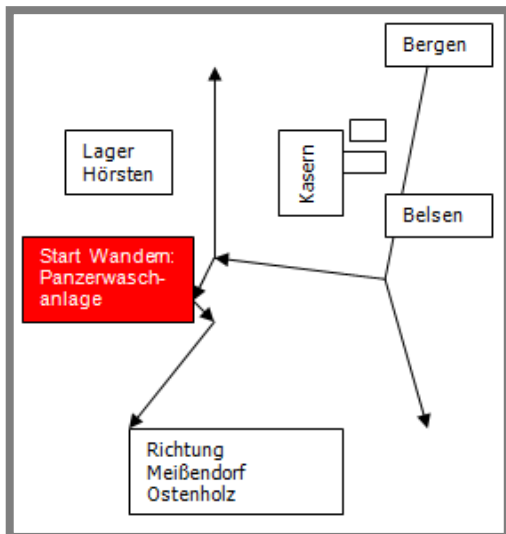 Bergen
Lager
Hörsten
Kasern
Belsen
Start Wandern:
Panzerwasch-
anlage
Richtung
Meißendorf
Ostenholz